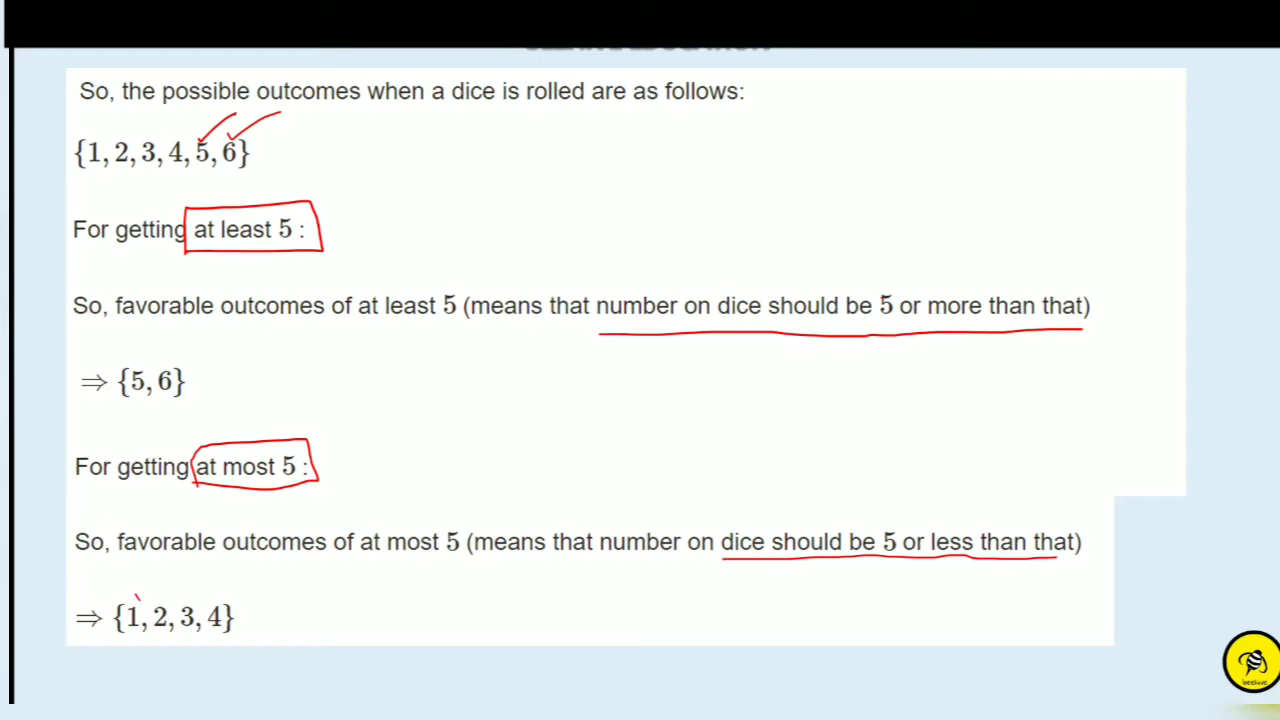 So, the possible outcomes when a dice is rolled are as follows:
{1, 2, 3, 4, 5, 6}
For getting at least 5 :
So, favorable outcomes of at least 5 (means that number on dice should be 5 or more than that)
⇒ {5, 6}
For getting at most 5 :
So, favorable outcomes of at most 5 (means that number on dice should be 5 or less than that)
⇒ {1, 2, 3, 4}
beehive